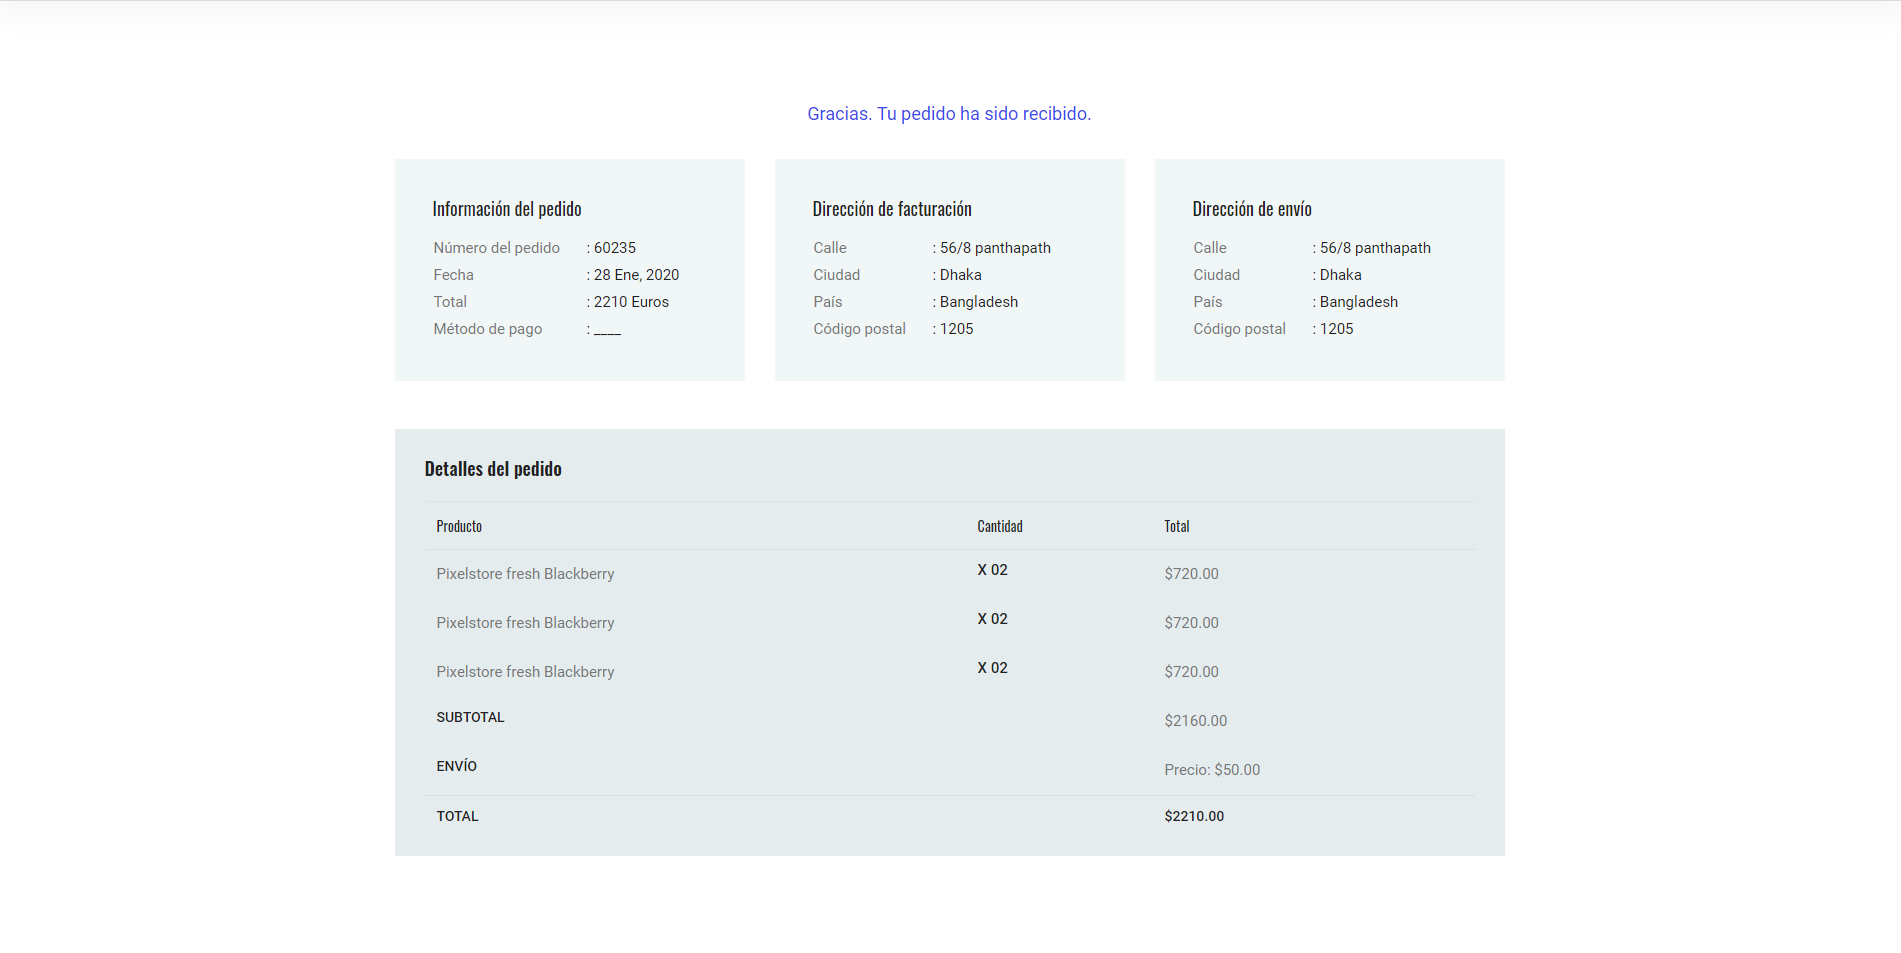 Gracias. Tu pedido ha sido recibido.
Información del pedido
Número del pedido : 60235
Fecha : 28 Ene, 2020
Total : 2210 Euros
Método de pago : ____
Dirección de facturación
Calle : 56/8 panthapath
Ciudad : Dhaka
País : Bangladesh
Código postal : 1205
Dirección de envío
Calle : 56/8 panthapath
Ciudad : Dhaka
País : Bangladesh
Código postal : 1205
Detalles del pedido
Producto Cantidad Total
Pixelstore fresh Blackberry X 02 $720.00
Pixelstore fresh Blackberry X 02 $720.00
Pixelstore fresh Blackberry X 02 $720.00
SUBTOTAL $2160.00
ENVÍO Precio: $50.00
TOTAL $2210.00